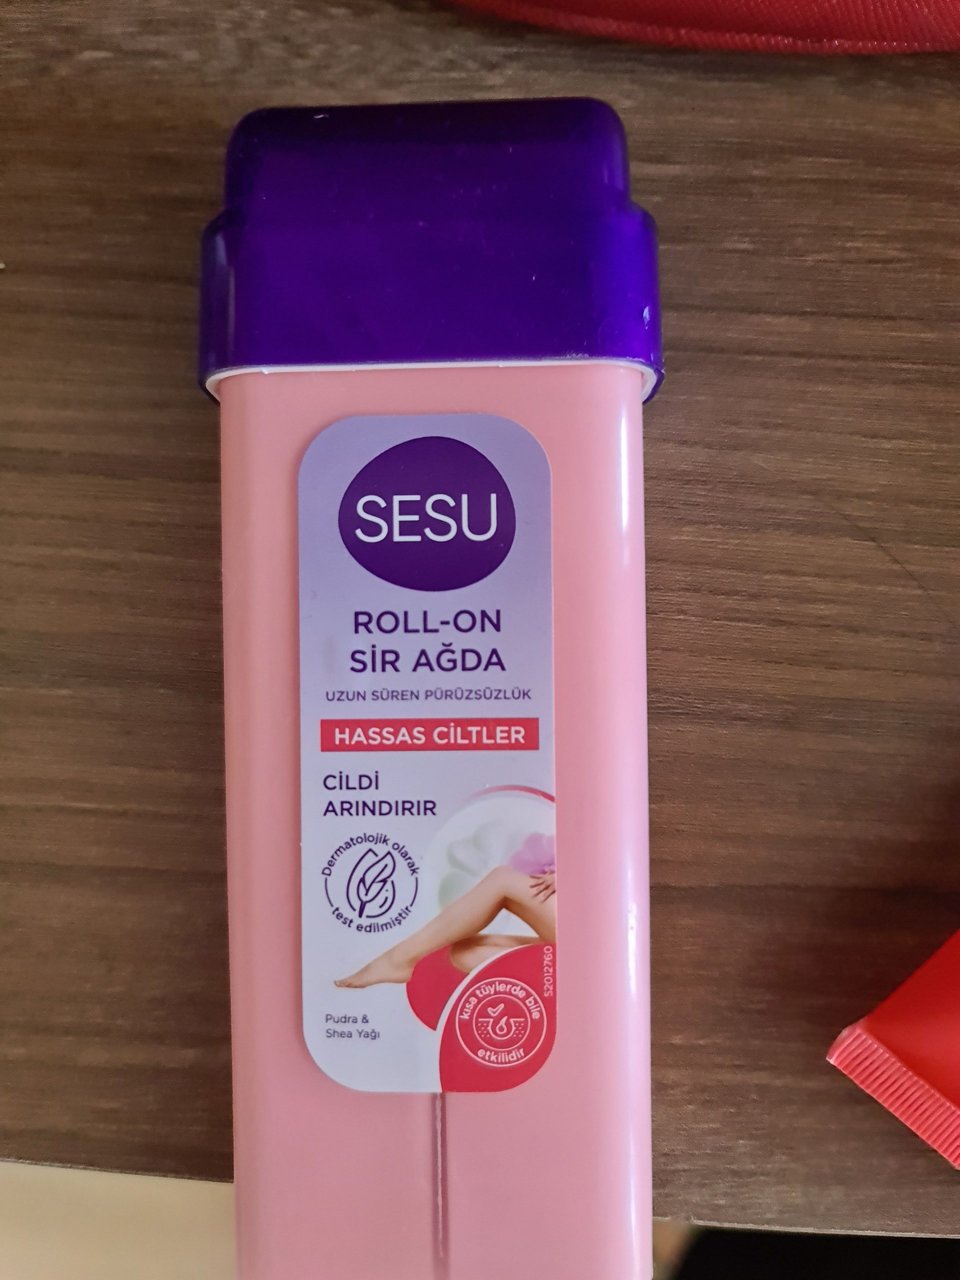 SESU
ROLL-ON
SİR AĞDA
UZUN SÜREN PÜRÜZSÜZLÜK
HASSAS CİLTLER
CİLDİ
ARINDIRIR
Dermatolojik olarak
test edilmiştir
Pudra &
Shea Yağı
kısa tüylerde bile
etkilidir
52012760